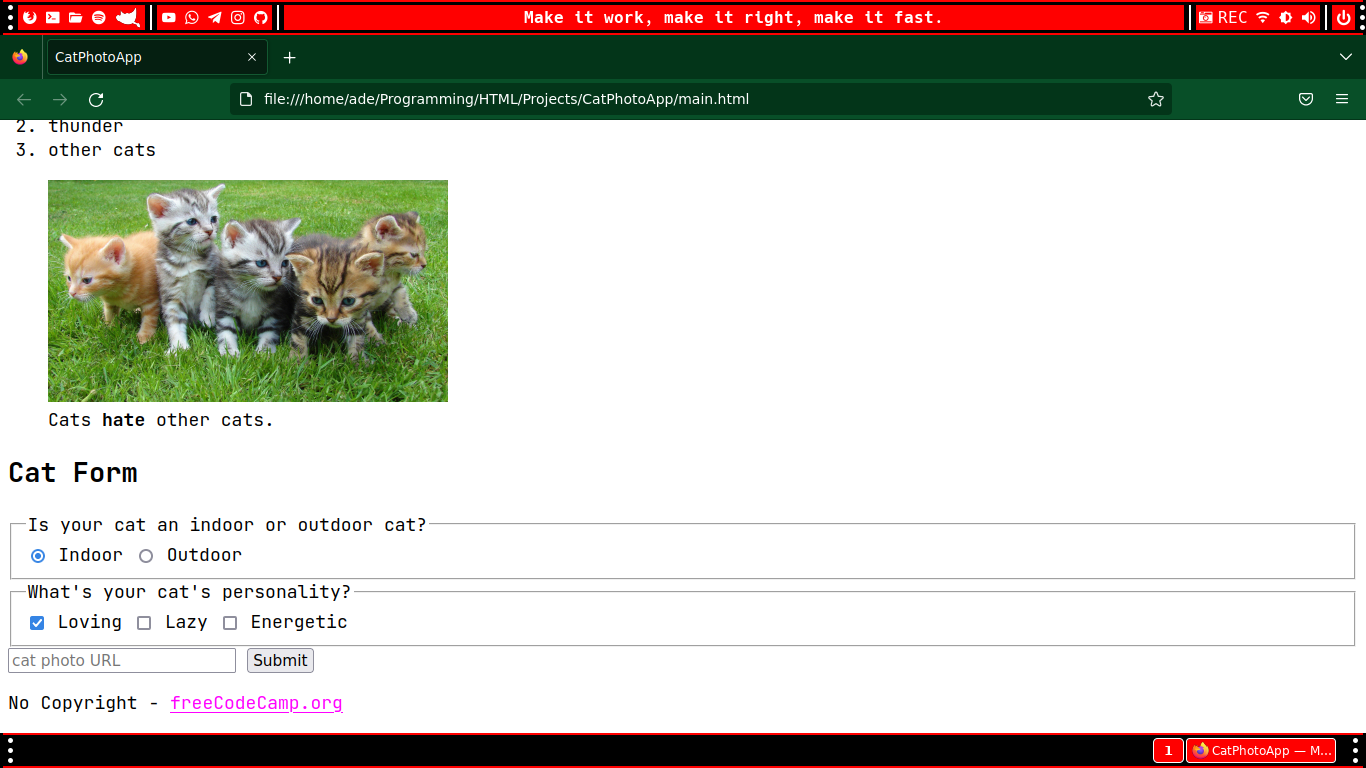 Make it work, make it right, make it fast.
REC
CatPhotoApp
file:///home/ade/Programming/HTML/Projects/CatPhotoApp/main.html
2. thunder
3. other cats
Cats hate other cats.
Cat Form
Is your cat an indoor or outdoor cat?
Indoor Outdoor
What's your cat's personality?
Loving Lazy Energetic
cat photo URL Submit
No Copyright - freeCodeCamp.org
1 CatPhotoApp — M...